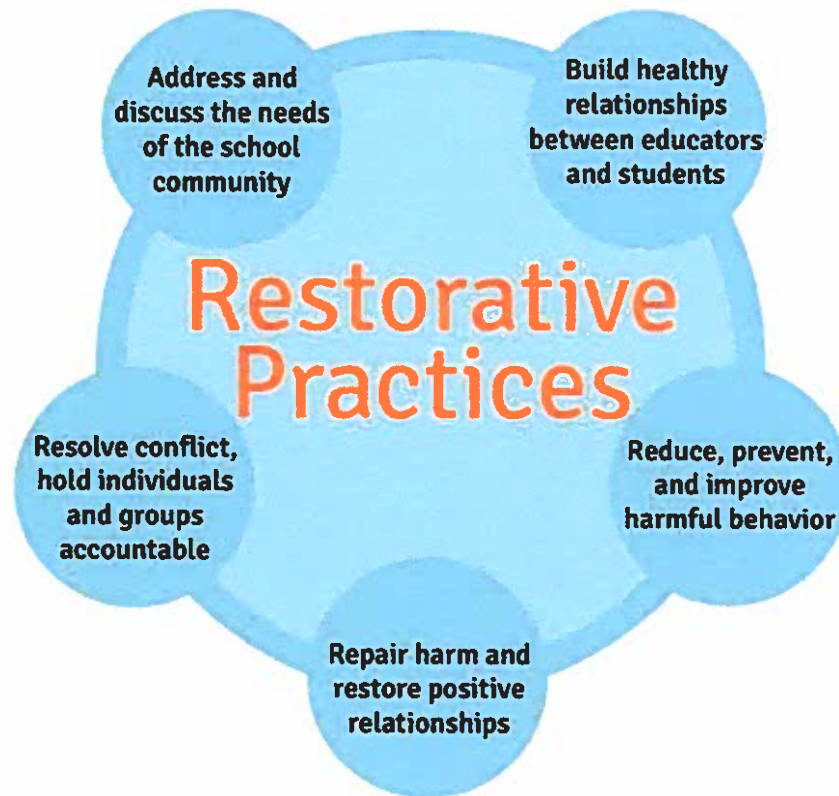 Address and
discuss the needs
of the school
community
Build healthy
relationships
between educators
and students
Restorative
Practices
Resolve conflict,
hold individuals
and groups
accountable
Reduce, prevent,
and improve
harmful behavior
Repair harm and
restore positive
relationships